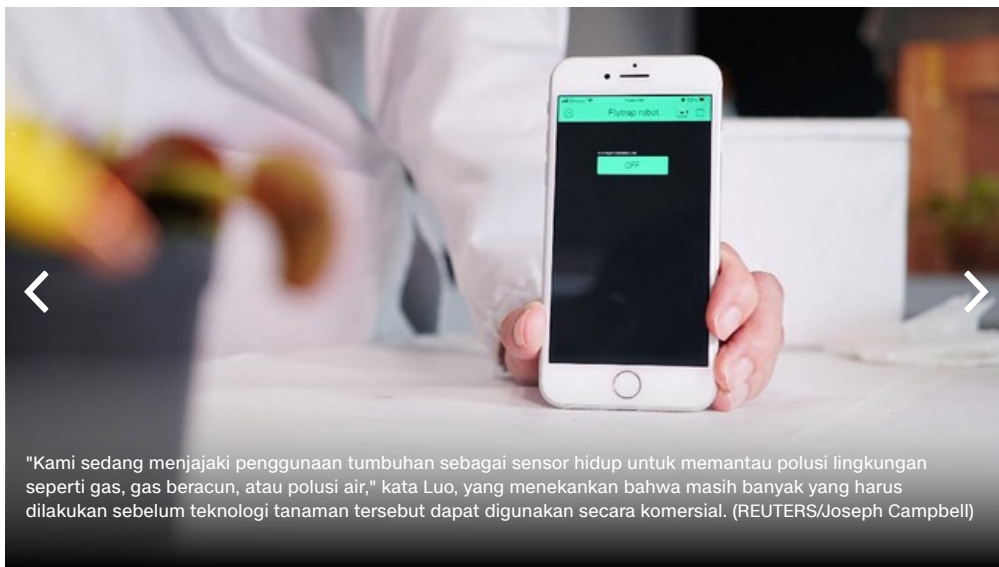 Flytrap robot
OFF
"Kami sedang menjajaki penggunaan tumbuhan sebagai sensor hidup untuk memantau polusi lingkungan
seperti gas, gas beracun, atau polusi air," kata Luo, yang menekankan bahwa masih banyak yang harus
dilakukan sebelum teknologi tanaman tersebut dapat digunakan secara komersial. (REUTERS/Joseph Campbell)